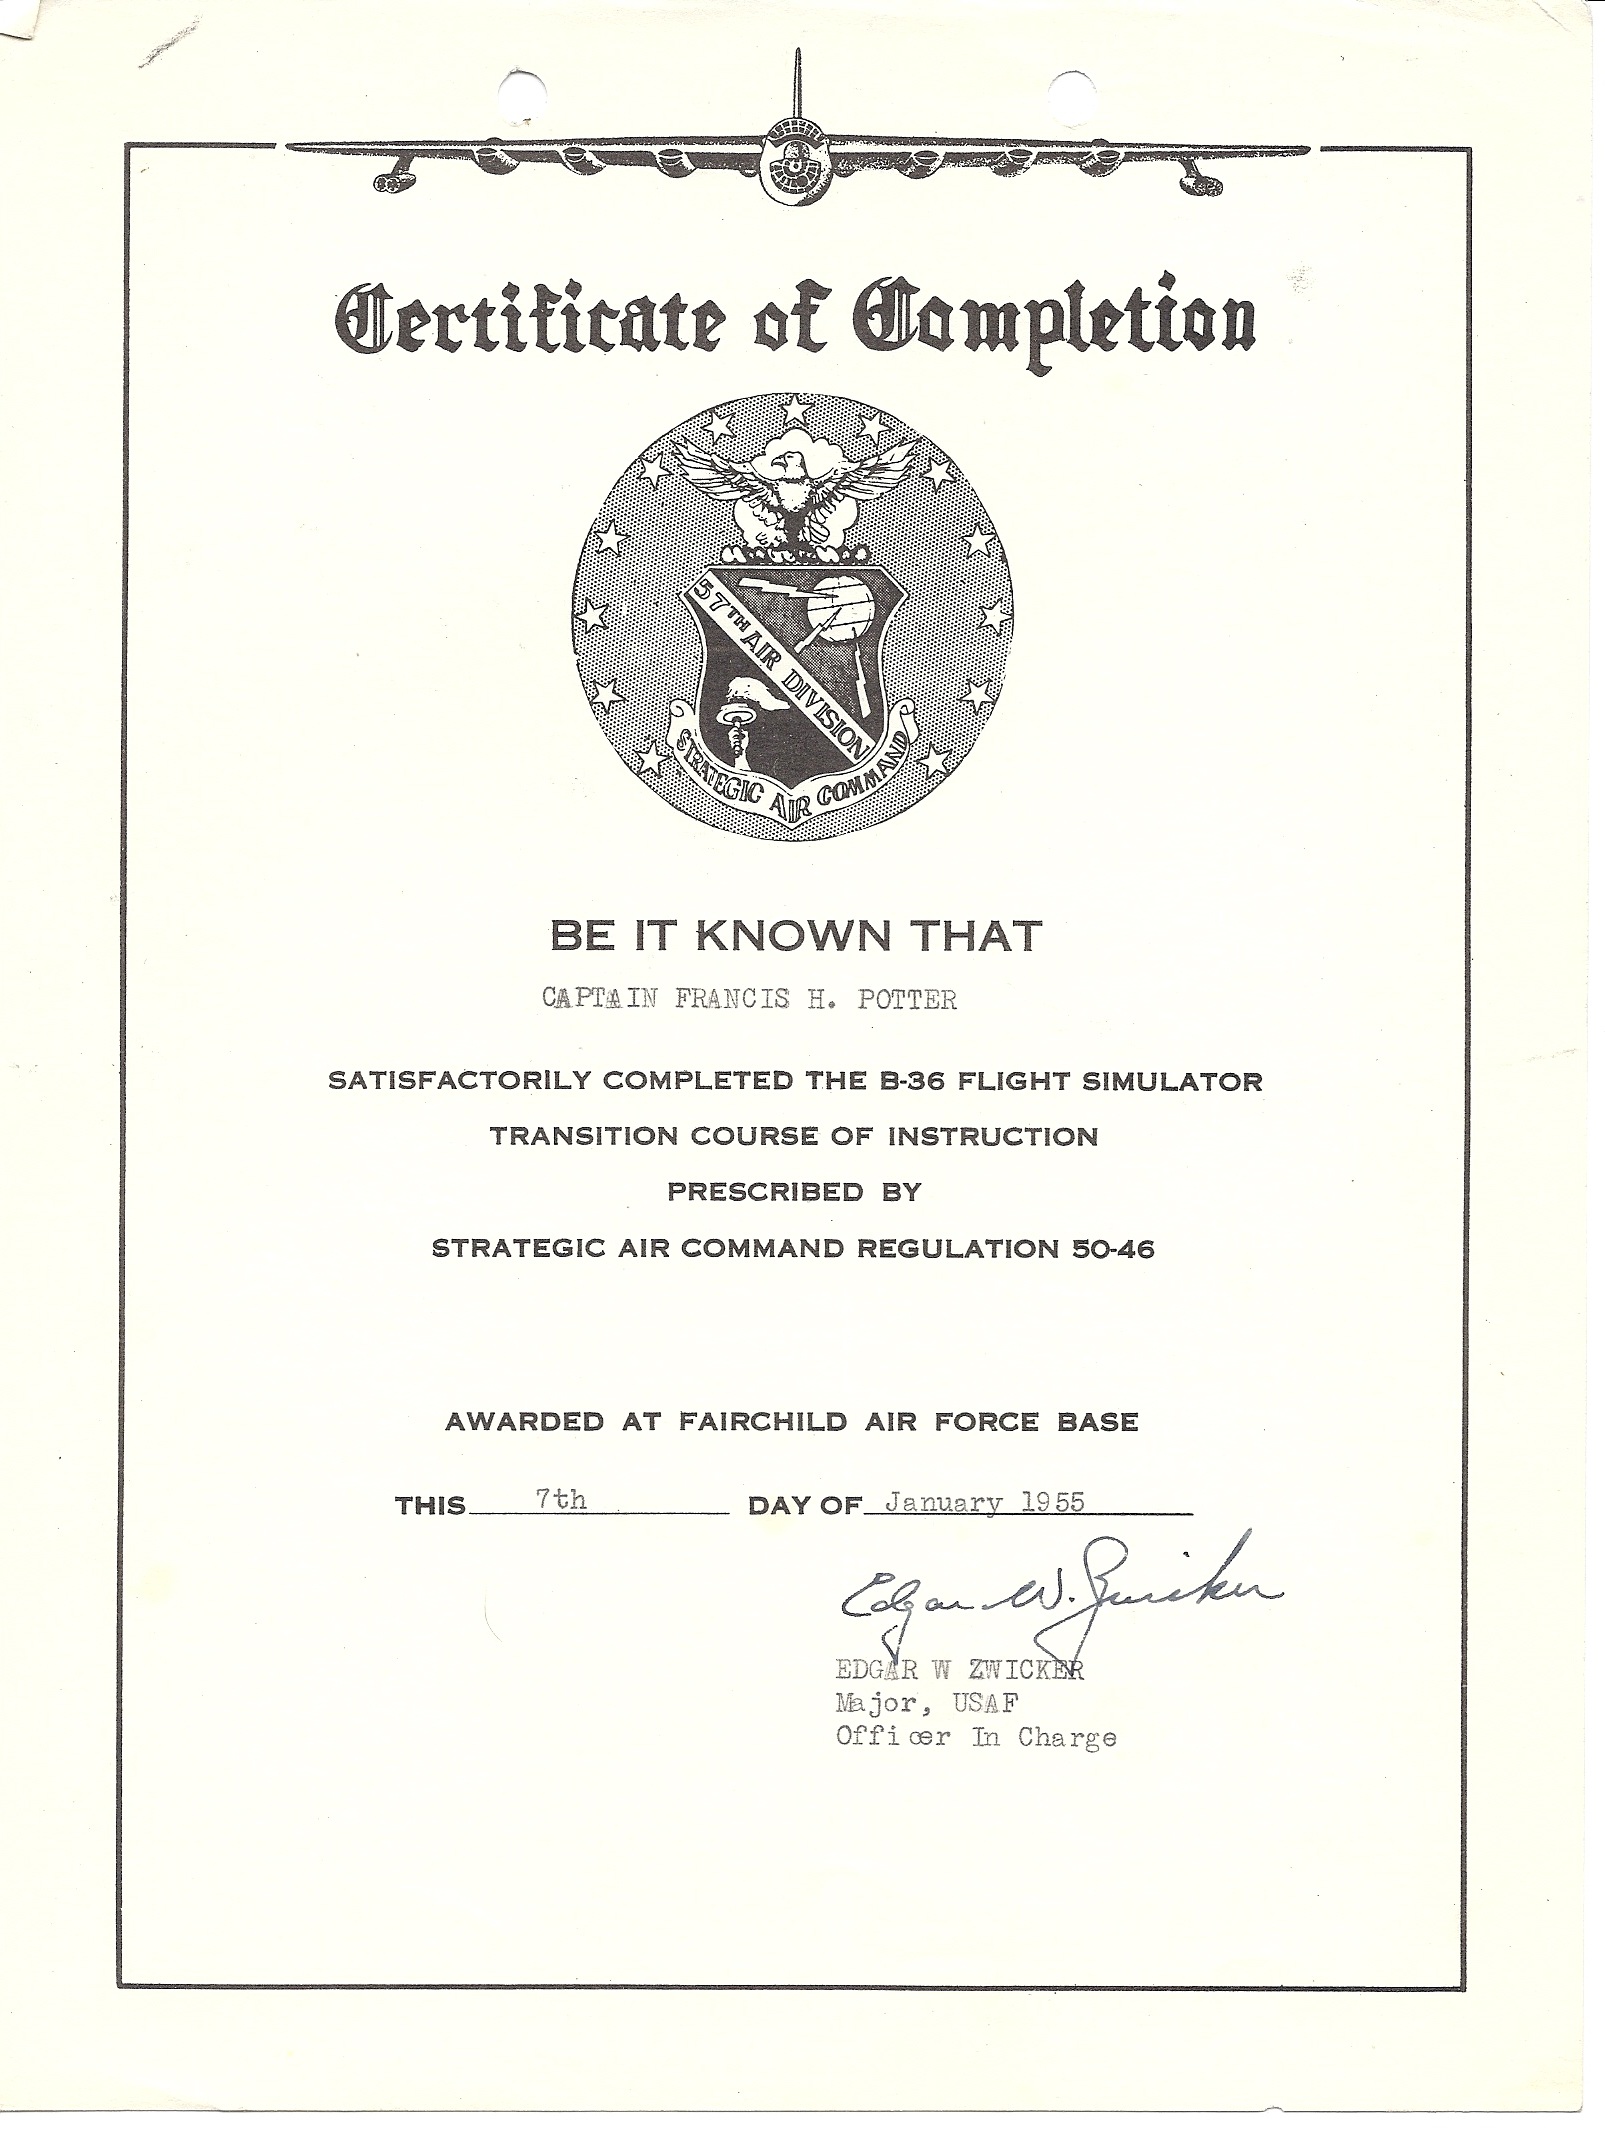 Certificate of Completion
57TH AIR DIVISION
STRATEGIC AIR COMMAND
BE IT KNOWN THAT
CAPTAIN FRANCIS H. POTTER
SATISFACTORILY COMPLETED THE B-36 FLIGHT SIMULATOR
TRANSITION COURSE OF INSTRUCTION
PRESCRIBED BY
STRATEGIC AIR COMMAND REGULATION 50-46
AWARDED AT FAIRCHILD AIR FORCE BASE
THIS 7th DAY OF January 1955
Edgar W. Zwicker
EDGAR W ZWICKER
Major, USAF
Officer In Charge